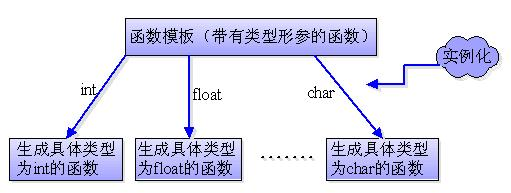 函数模板（带有类型形参的函数）
实例化
int
float
char
生成具体类型
为int的函数
生成具体类型
为float的函数
.......
生成具体类型
为char的函数